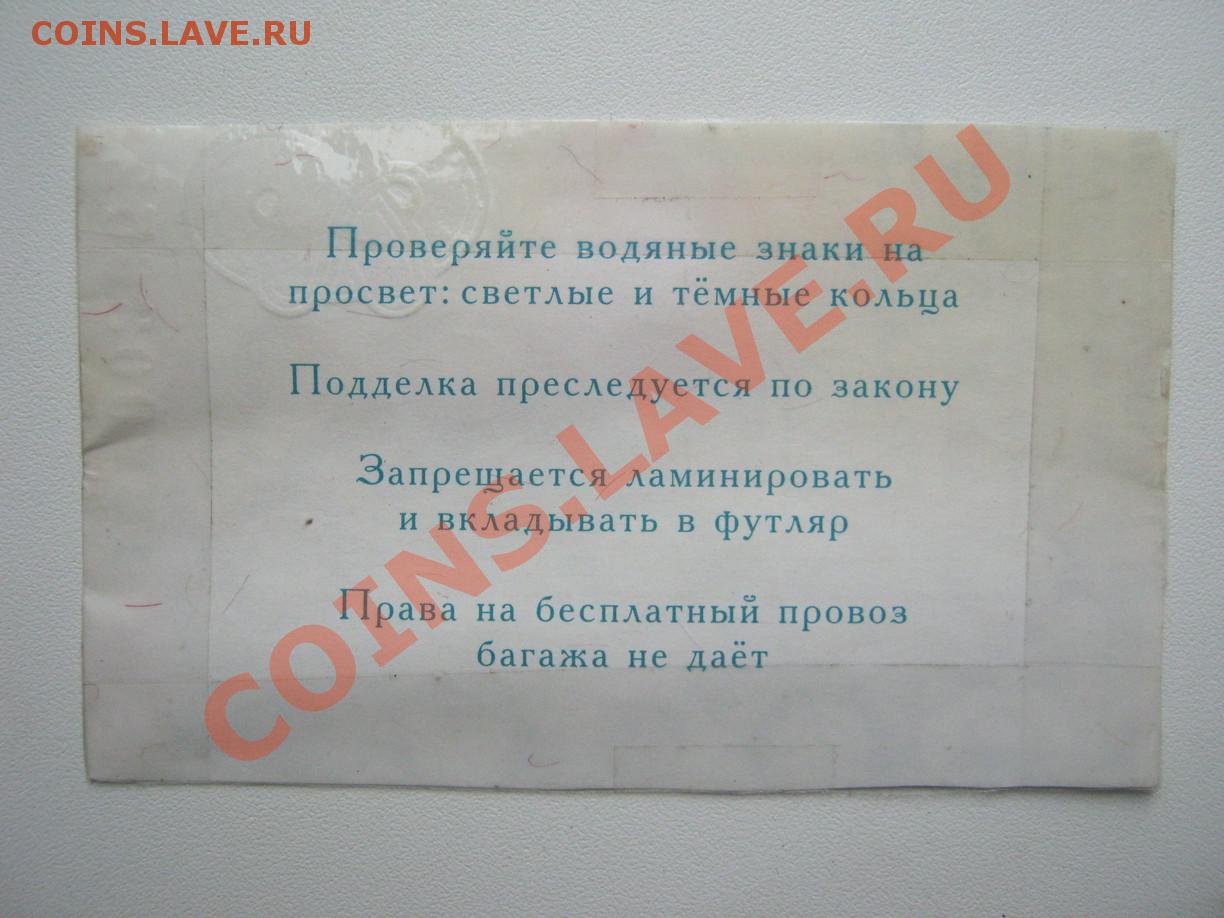 COINS.LAVE.RU
Проверяйте водяные знаки на
просвет: светлые и тёмные кольца
Подделка преследуется по закону
Запрещается ламинировать
и вкладывать в футляр
Права на бесплатный провоз
багажа не даёт
COINS.LAVE.RU